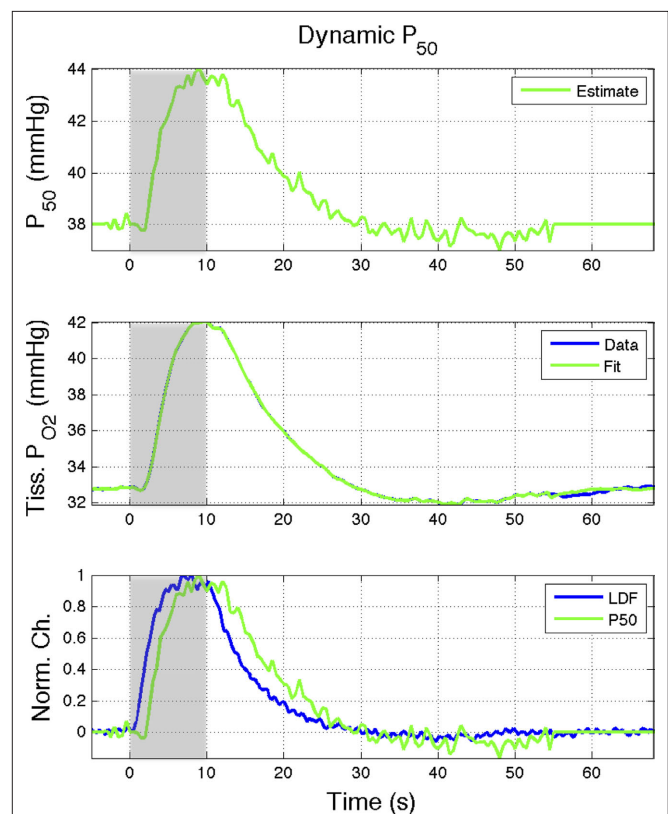 Dynamic P50
P50 (mmHg)
44
42
40
38
Estimate
0 10 20 30 40 50 60
Tiss. PO2 (mmHg)
42
40
38
36
34
32
Data
Fit
0 10 20 30 40 50 60
Norm. Ch.
1
0.8
0.6
0.4
0.2
0
LDF
P50
0 10 20 30 40 50 60
Time (s)